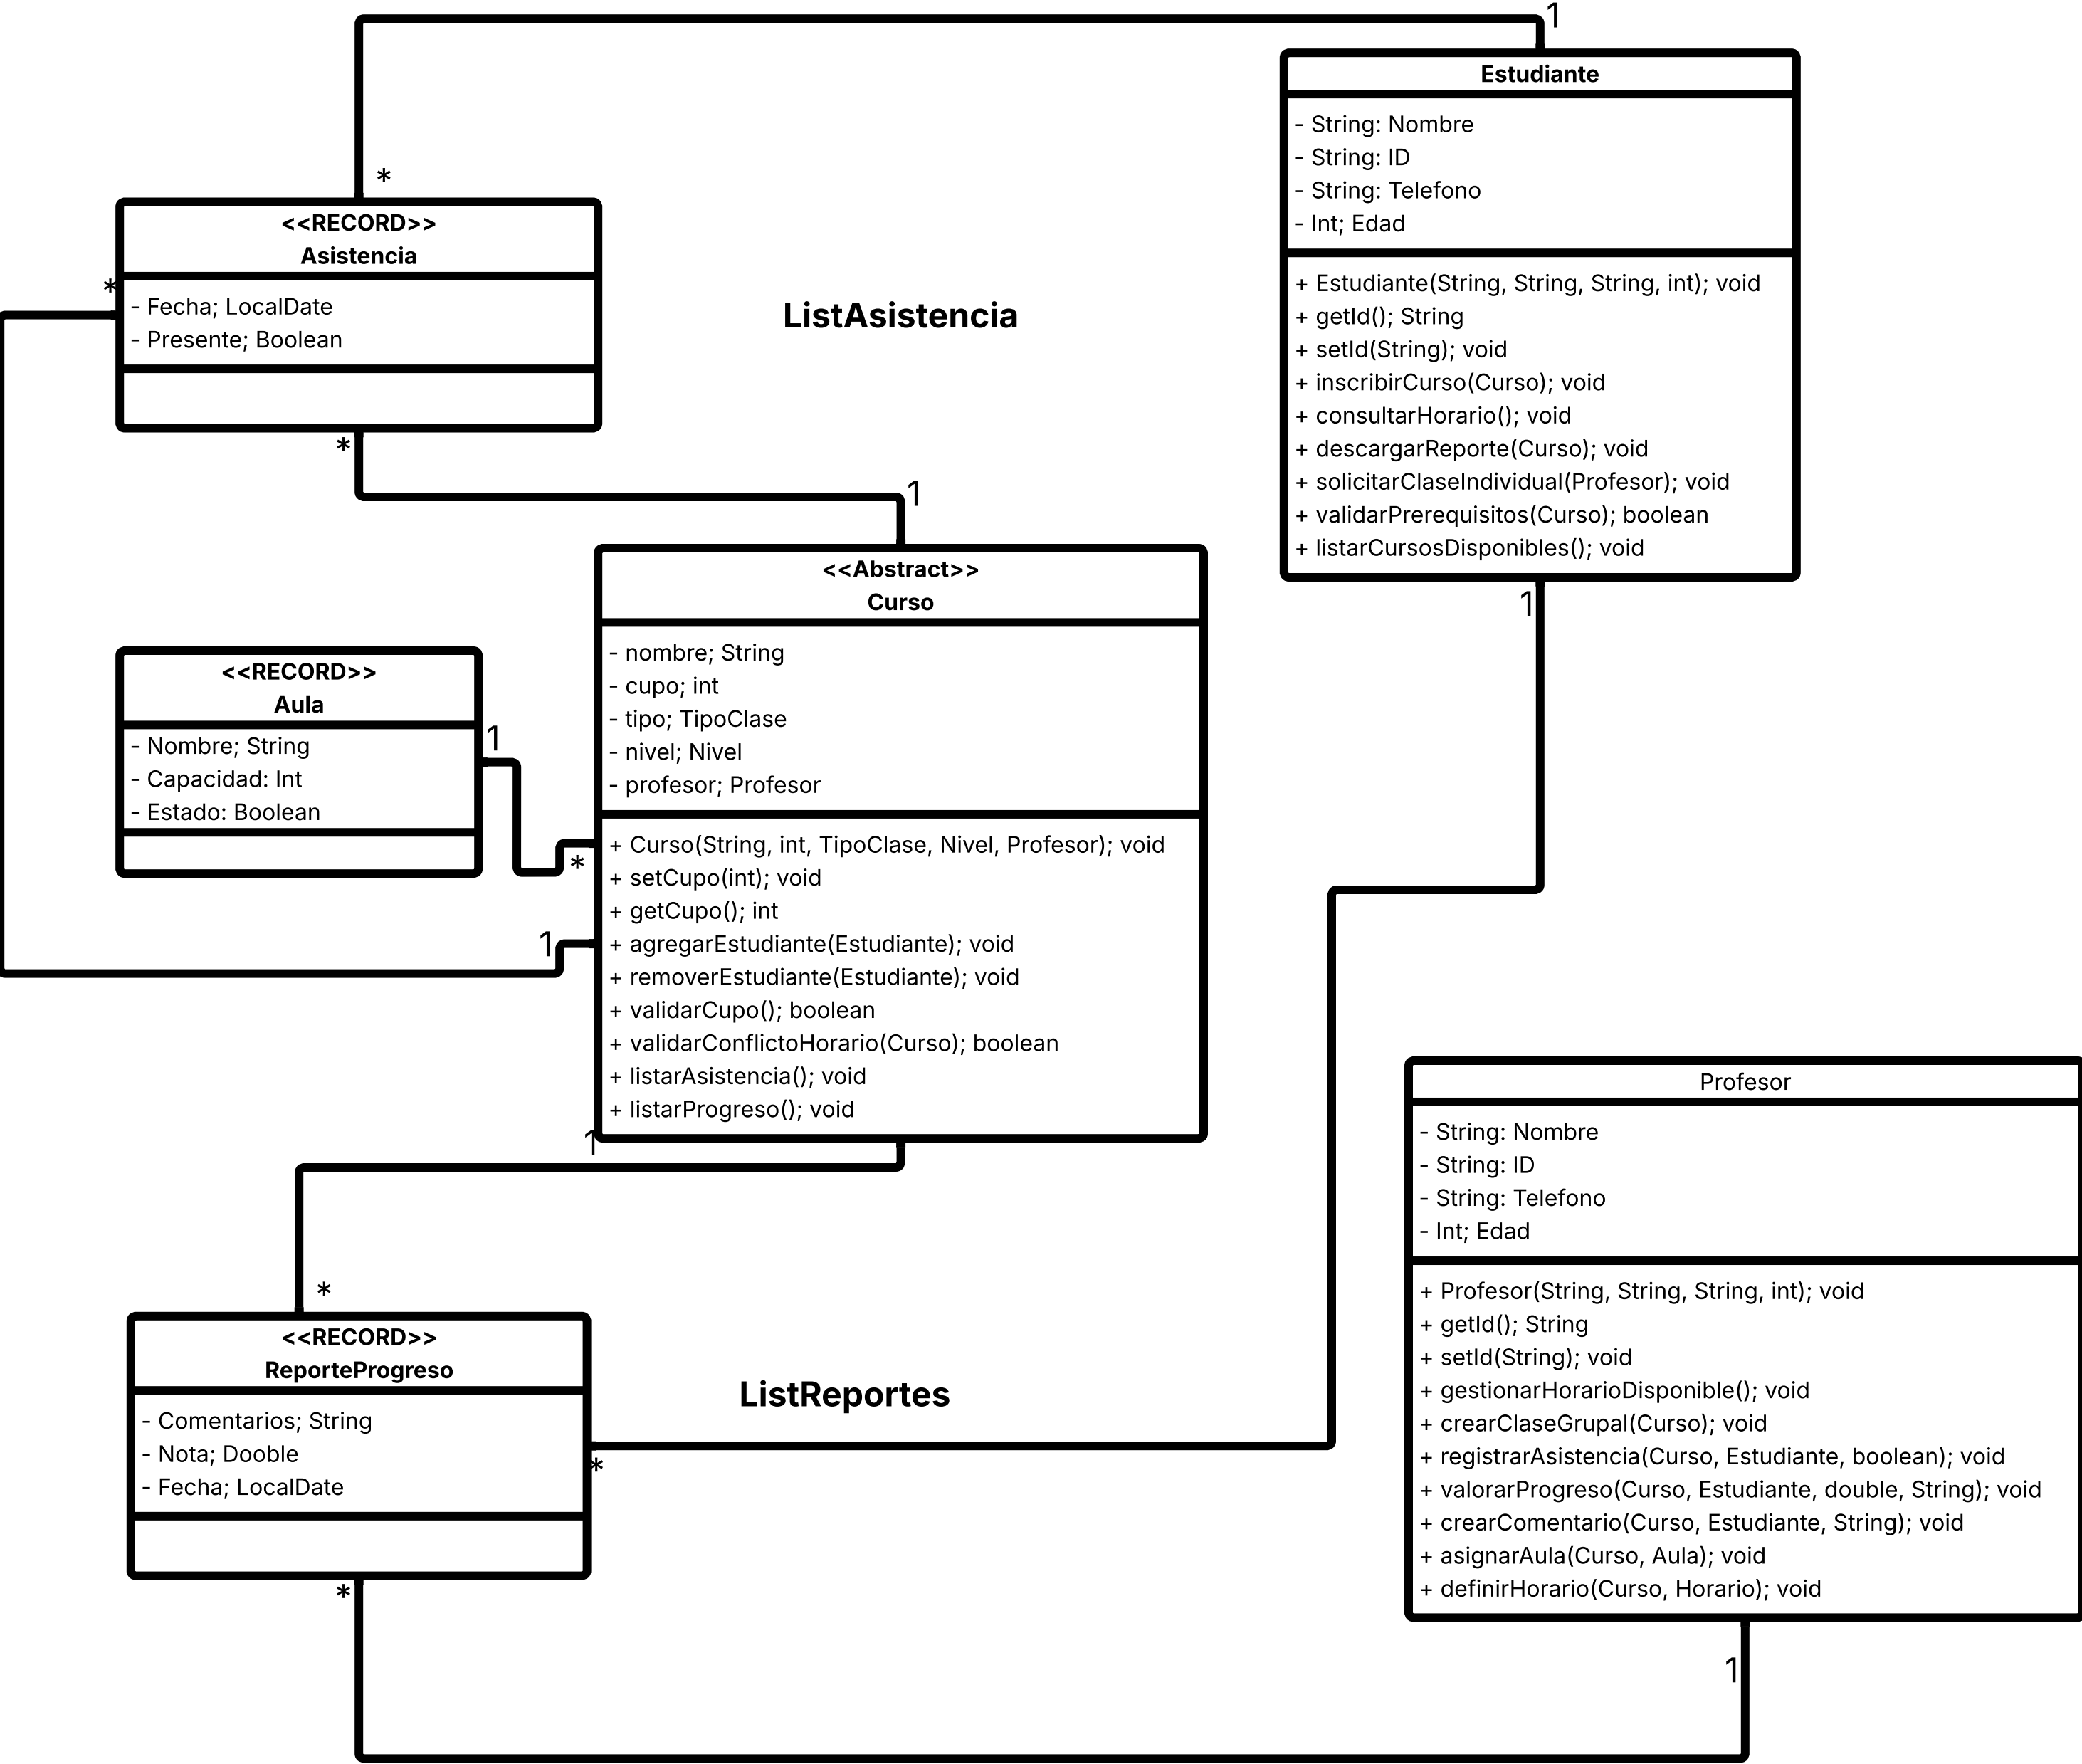 1
Estudiante
- String: Nombre
- String: ID
- String: Telefono
- Int; Edad
+ Estudiante(String, String, String, int); void
+ getId(); String
+ setId(String); void
+ inscribirCurso(Curso); void
+ consultarHorario(); void
+ descargarReporte(Curso); void
+ solicitarClaseIndividual(Profesor); void
+ validarPrerequisitos(Curso); boolean
+ listarCursosDisponibles(); void
1
*
<<RECORD>>
Asistencia
*
- Fecha; LocalDate
- Presente; Boolean
*
ListAsistencia
1
<<Abstract>>
Curso
- nombre; String
- cupo; int
- tipo; TipoClase
- nivel; Nivel
- profesor; Profesor
+ Curso(String, int, TipoClase, Nivel, Profesor); void
+ setCupo(int); void
+ getCupo(); int
+ agregarEstudiante(Estudiante); void
+ removerEstudiante(Estudiante); void
+ validarCupo(); boolean
+ validarConflictoHorario(Curso); boolean
+ listarAsistencia(); void
+ listarProgreso(); void
<<RECORD>>
Aula
- Nombre; String
- Capacidad: Int
- Estado: Boolean
1
*
1
1
Profesor
- String: Nombre
- String: ID
- String: Telefono
- Int; Edad
+ Profesor(String, String, String, int); void
+ getId(); String
+ setId(String); void
+ gestionarHorarioDisponible(); void
+ crearClaseGrupal(Curso); void
+ registrarAsistencia(Curso, Estudiante, boolean); void
+ valorarProgreso(Curso, Estudiante, double, String); void
+ crearComentario(Curso, Estudiante, String); void
+ asignarAula(Curso, Aula); void
+ definirHorario(Curso, Horario); void
*
<<RECORD>>
ReporteProgreso
- Comentarios; String
- Nota; Dooble
- Fecha; LocalDate
ListReportes
*
*
1